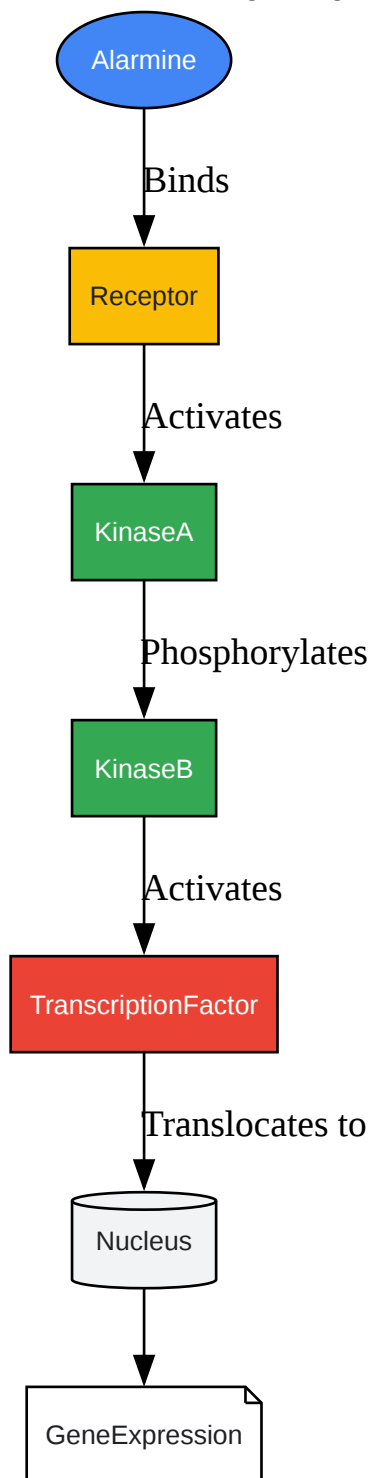 Alarmine
Binds
Receptor
Activates
KinaseA
Phosphorylates
KinaseB
Activates
TranscriptionFactor
Translocates to
Nucleus
GeneExpression